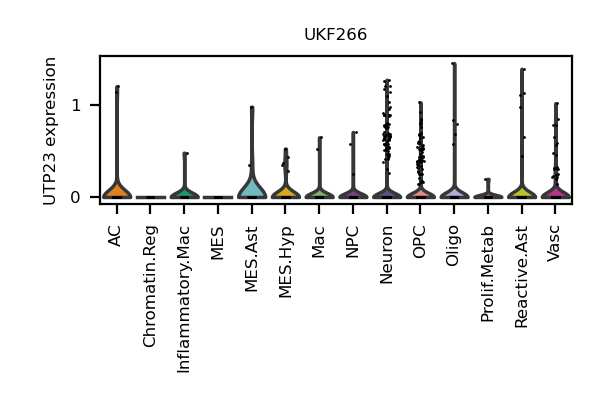 UKF266
UTP23 expression
1
0
AC
Chromatin.Reg
Inflammatory.Mac
MES
MES.Ast
MES.Hyp
Mac
NPC
Neuron
OPC
Oligo
Prolif.Metab
Reactive.Ast
Vasc